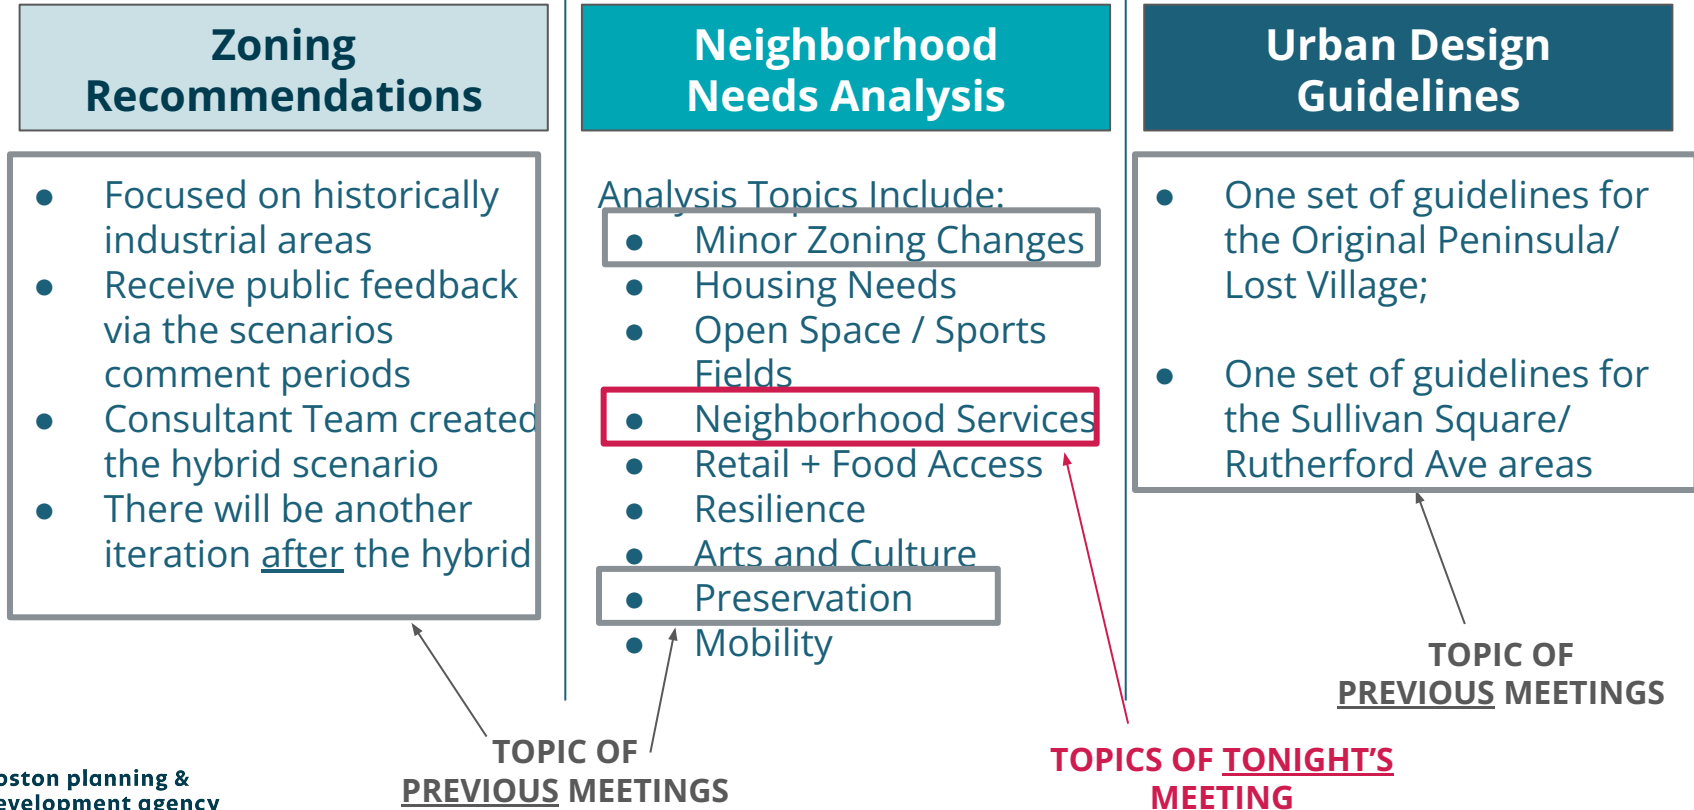 Zoning
Recommendations
● Focused on historically
industrial areas
● Receive public feedback
via the scenarios
comment periods
● Consultant Team created
the hybrid scenario
● There will be another
iteration after the hybrid
Neighborhood
Needs Analysis
Analysis Topics Include:
● Minor Zoning Changes
● Housing Needs
● Open Space / Sports
Fields
● Neighborhood Services
● Retail + Food Access
● Resilience
● Arts and Culture
● Preservation
● Mobility
Urban Design
Guidelines
● One set of guidelines for
the Original Peninsula/
Lost Village;
● One set of guidelines for
the Sullivan Square/
Rutherford Ave areas
TOPIC OF
PREVIOUS MEETINGS
TOPIC OF
PREVIOUS MEETINGS
TOPICS OF TONIGHT'S
MEETING
oston planning &
evelopment agency